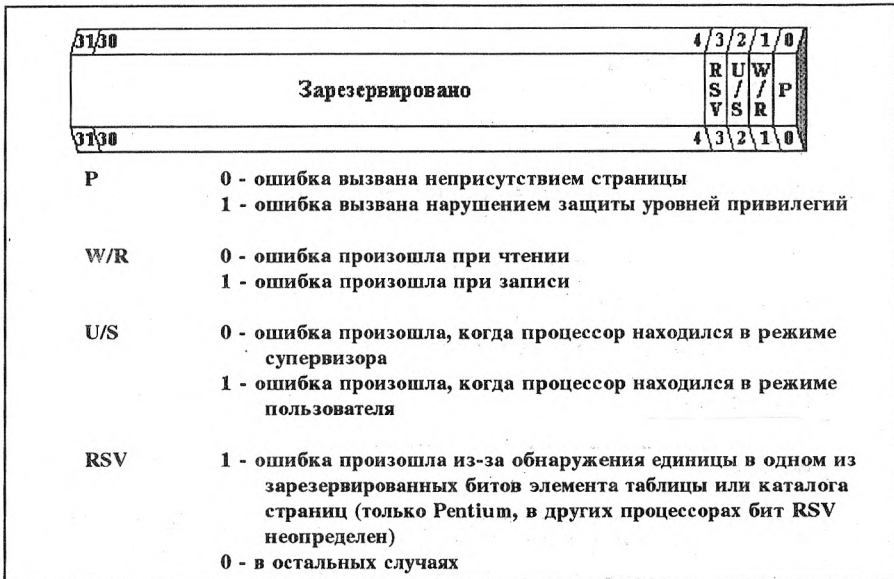 31/30 4/3/2/1/0
Зарезервировано
RSV U/S W/R P
31\30 4\3\2\1\0
P 0 - ошибка вызвана неприсутствием страницы
1 - ошибка вызвана нарушением защиты уровней привилегий
W/R 0 - ошибка произошла при чтении
1 - ошибка произошла при записи
U/S 0 - ошибка произошла, когда процессор находился в режиме
супервизора
1 - ошибка произошла, когда процессор находился в режиме
пользователя
RSV 1 - ошибка произошла из-за обнаружения единицы в одном из
зарезервированных битов элемента таблицы или каталога
страниц (только Pentium, в других процессорах бит RSV
неопределен)
0 - в остальных случаях